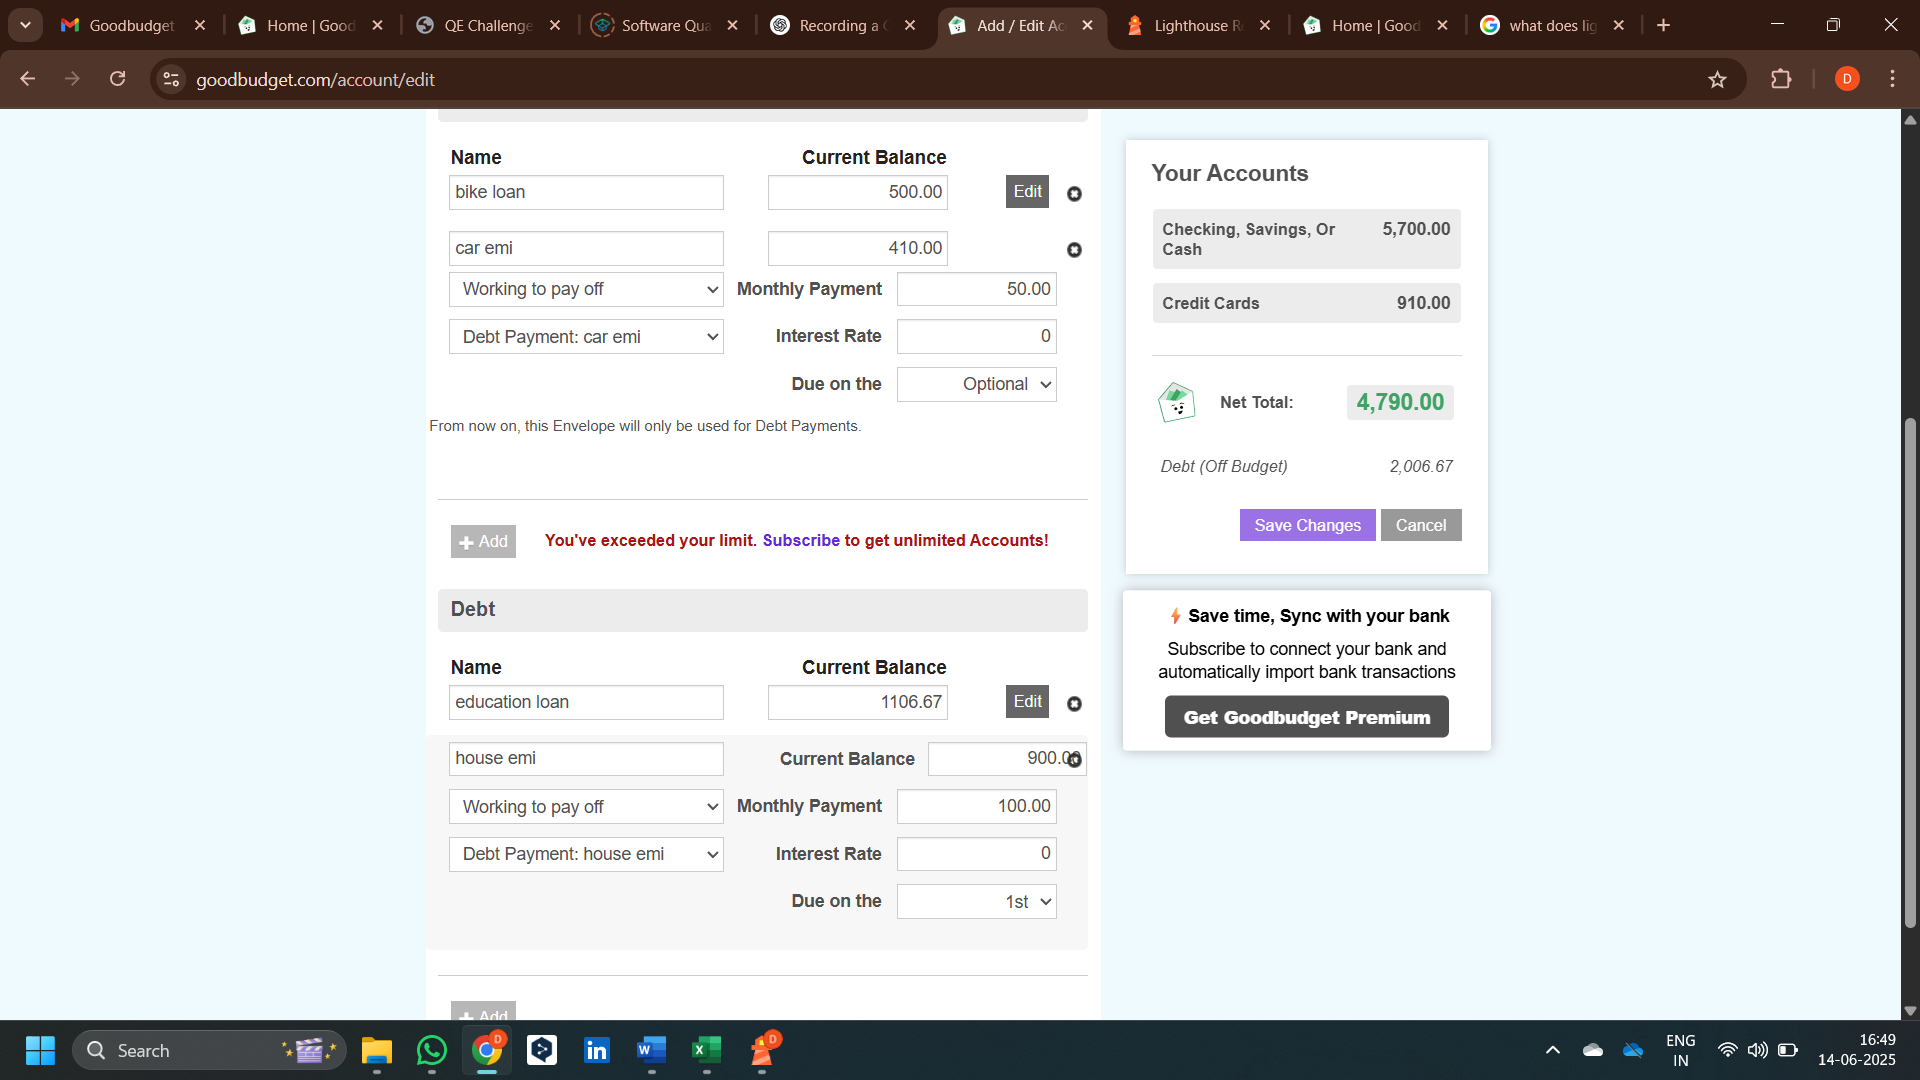 Goodbudget
Home | Good
QE Challenge
Software Qua
Recording a
Add / Edit Ac
Lighthouse R
Home | Good
what does lig
goodbudget.com/account/edit
D
Name
Current Balance
bike loan
500.00
Edit
car emi
410.00
Working to pay off
Monthly Payment
50.00
Debt Payment: car emi
Interest Rate
0
Due on the
Optional
From now on, this Envelope will only be used for Debt Payments.
Add
You've exceeded your limit. Subscribe to get unlimited Accounts!
Debt
Name
Current Balance
education loan
1106.67
Edit
house emi
Current Balance
900.00
Working to pay off
Monthly Payment
100.00
Debt Payment: house emi
Interest Rate
0
Due on the
1st
Add
Your Accounts
Checking, Savings, Or
Cash
5,700.00
Credit Cards
910.00
Net Total:
4,790.00
Debt (Off Budget)
2,006.67
Save Changes
Cancel
Save time, Sync with your bank
Subscribe to connect your bank and
automatically import bank transactions
Get Goodbudget Premium
Search
D
in
W
X
D
ENG
IN
16:49
14-06-2025